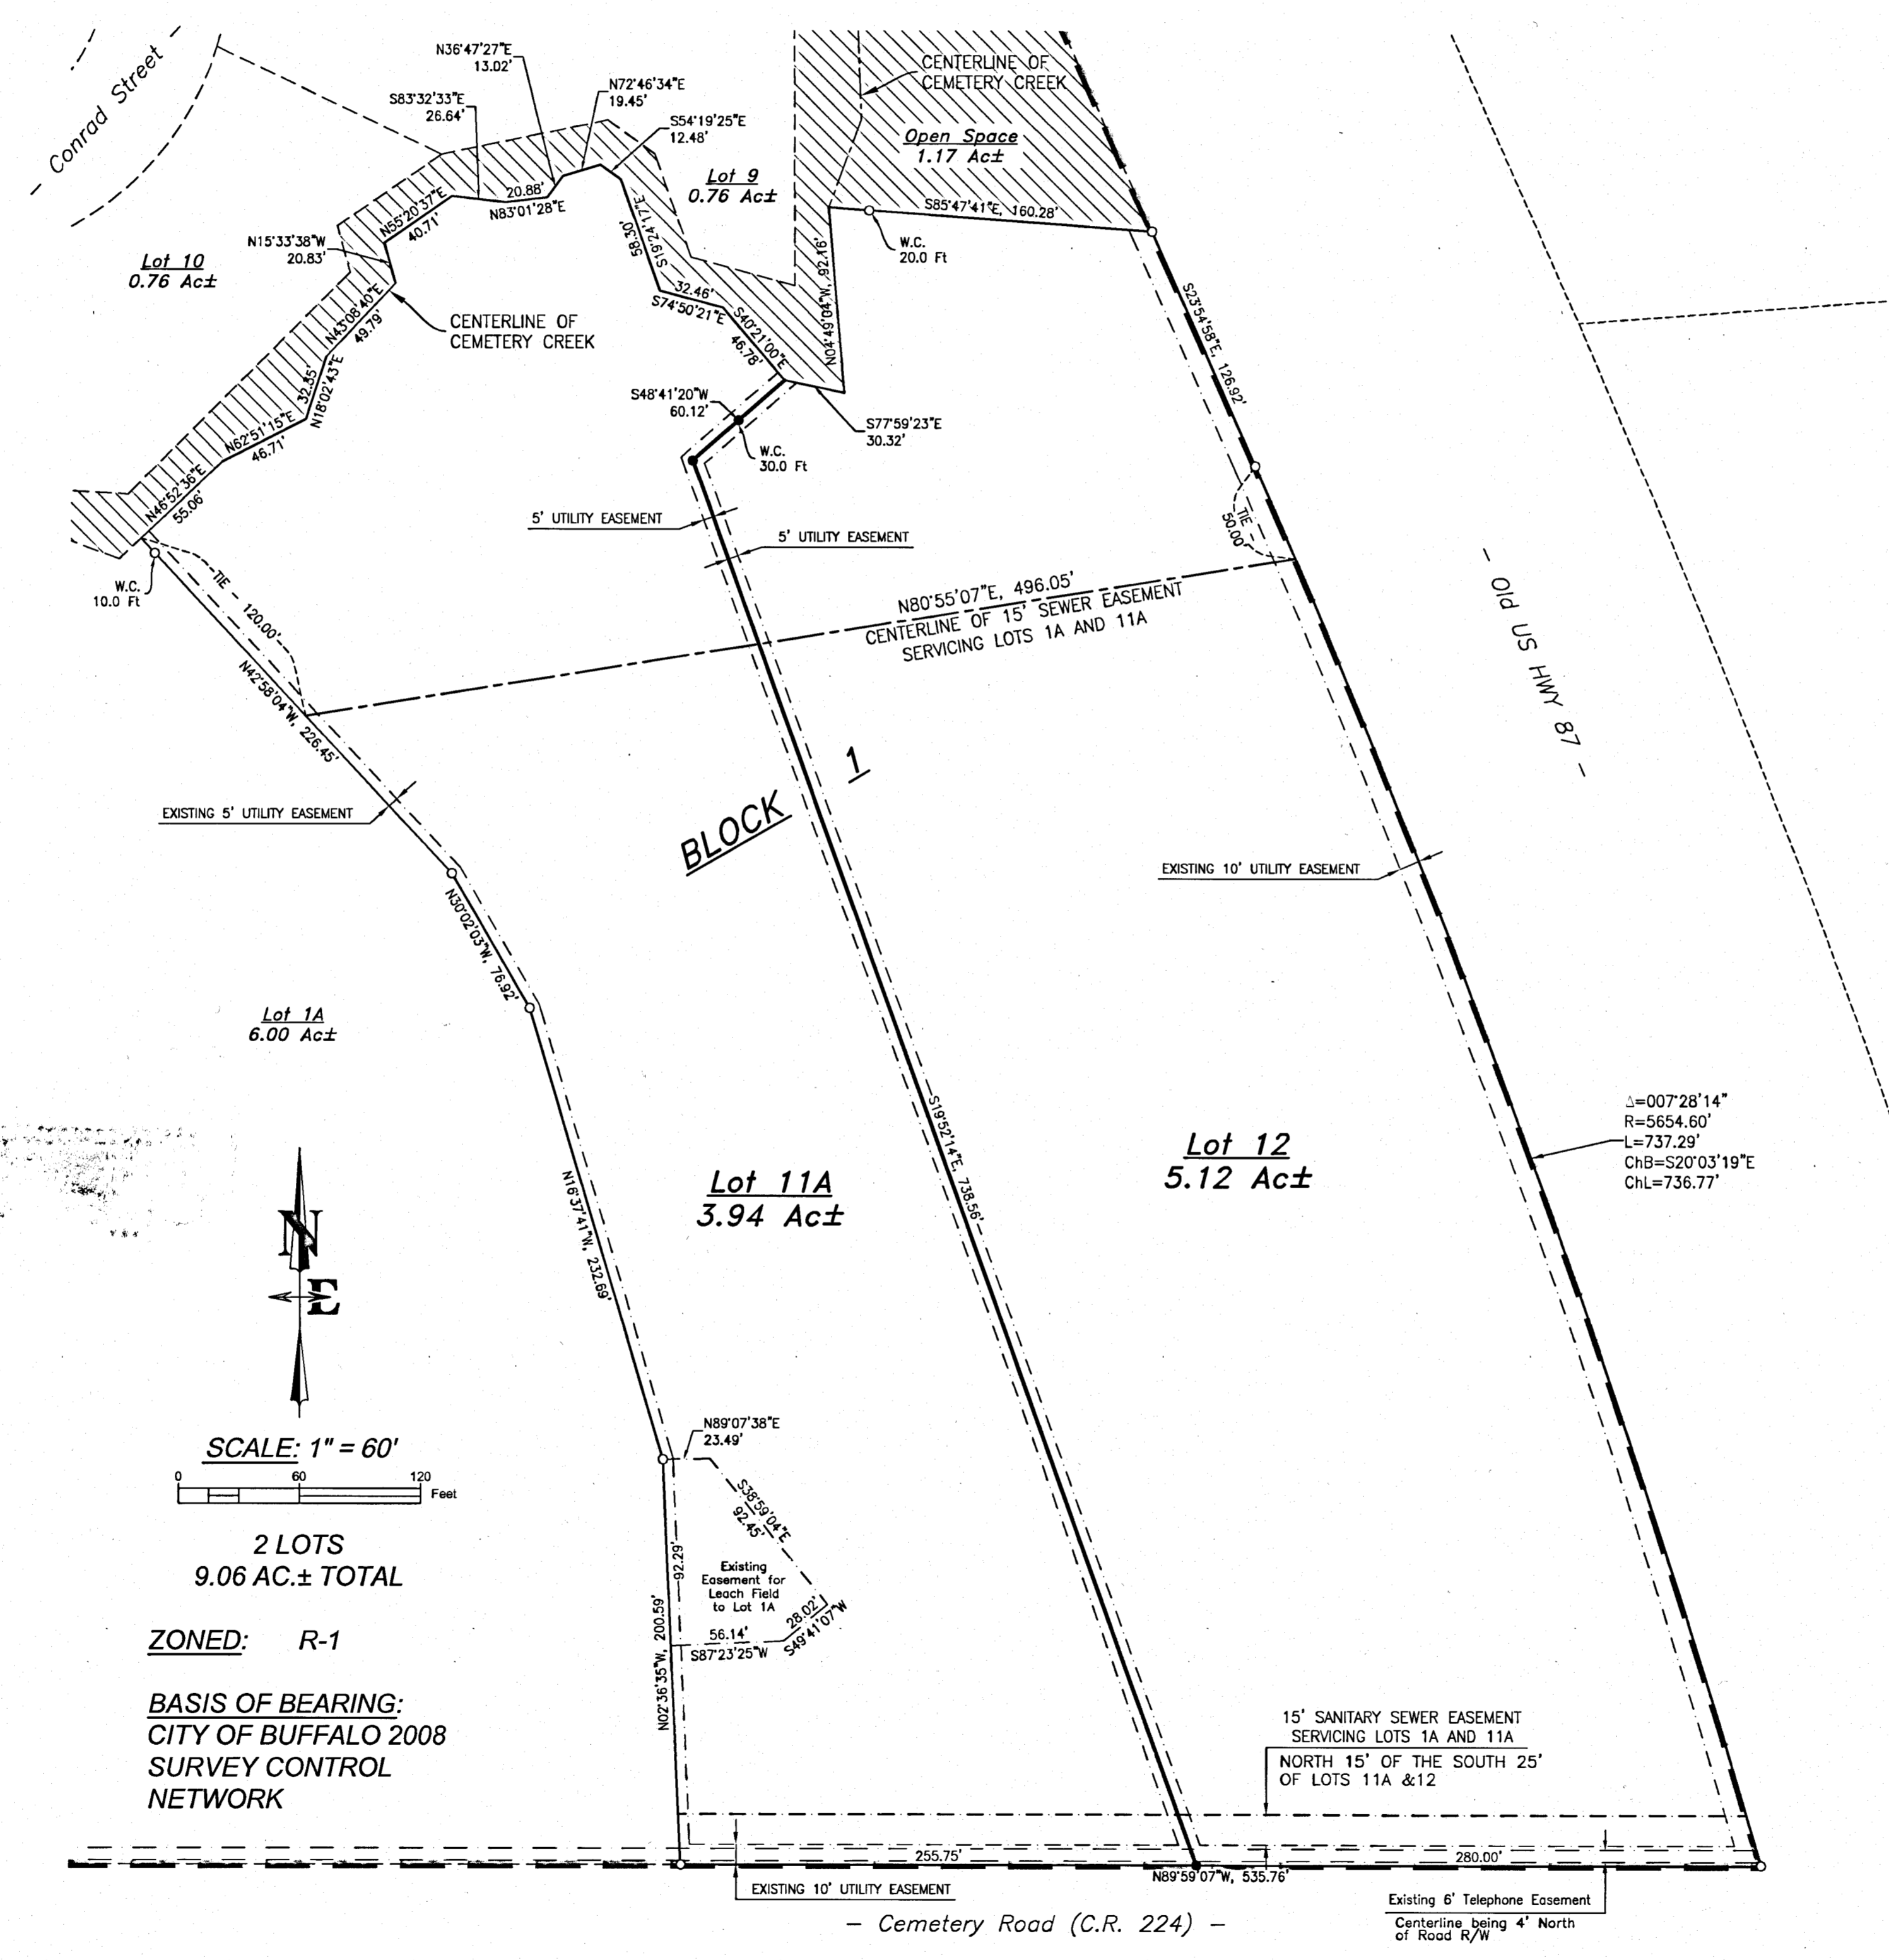 - Conrad Street -
N36°47'27"E
13.02'
S83°32'33"E
26.64'
N72°46'34"E
19.45'
S54°19'25"E
12.48'
CENTERLINE OF
CEMETERY CREEK
Open Space
1.17 Ac±
Lot 9
0.76 Ac±
20.88'
N83°01'28"E
N55°20'37"E
40.71'
N15°33'38"W
20.83'
Lot 10
0.76 Ac±
S85°47'41"E, 160.28'
W.C.
20.0 Ft
S19°24'17"E
58.30'
N04°49'04"W, 92.16'
32.46'
S74°50'21"E
S40°21'00"E
46.78'
S23°54'58"E, 126.92'
N43°08'40"E
49.79'
CENTERLINE OF
CEMETERY CREEK
32.35'
N18°02'43"E
N62°51'15"E
46.71'
S48°41'20"W
60.12'
W.C.
30.0 Ft
S77°59'23"E
30.32'
N46°52'36"E
55.06'
5' UTILITY EASEMENT
5' UTILITY EASEMENT
TIE
50.00'
W.C.
10.0 Ft
TIE - 120.00'
N80°55'07"E, 496.05'
CENTERLINE OF 15' SEWER EASEMENT
SERVICING LOTS 1A AND 11A
- Old US HWY 87 -
N42°58'04"W, 226.45'
EXISTING 5' UTILITY EASEMENT
BLOCK 1
EXISTING 10' UTILITY EASEMENT
N30°02'03"W, 76.92'
Lot 1A
6.00 Ac±
S19°52'14"E, 738.56'
Lot 12
5.12 Ac±
Δ=007°28'14"
R=5654.60'
L=737.29'
ChB=S20°03'19"E
ChL=736.77'
Lot 11A
3.94 Ac±
N16°37'41"W, 232.69'
N
E
SCALE: 1" = 60'
0 60 120
Feet
2 LOTS
9.06 AC.± TOTAL
N89°07'38"E
23.49'
S38°59'04"E
92.45'
92.29'
Existing
Easement for
Leach Field
to Lot 1A
28.02'
S49°41'07"W
56.14'
S87°23'25"W
N02°36'35"W, 200.59'
ZONED: R-1
BASIS OF BEARING:
CITY OF BUFFALO 2008
SURVEY CONTROL
NETWORK
15' SANITARY SEWER EASEMENT
SERVICING LOTS 1A AND 11A
NORTH 15' OF THE SOUTH 25'
OF LOTS 11A &12
255.75'
280.00'
N89°59'07"W, 535.76'
EXISTING 10' UTILITY EASEMENT
Existing 6' Telephone Easement
Centerline being 4' North
of Road R/W
- Cemetery Road (C.R. 224) -